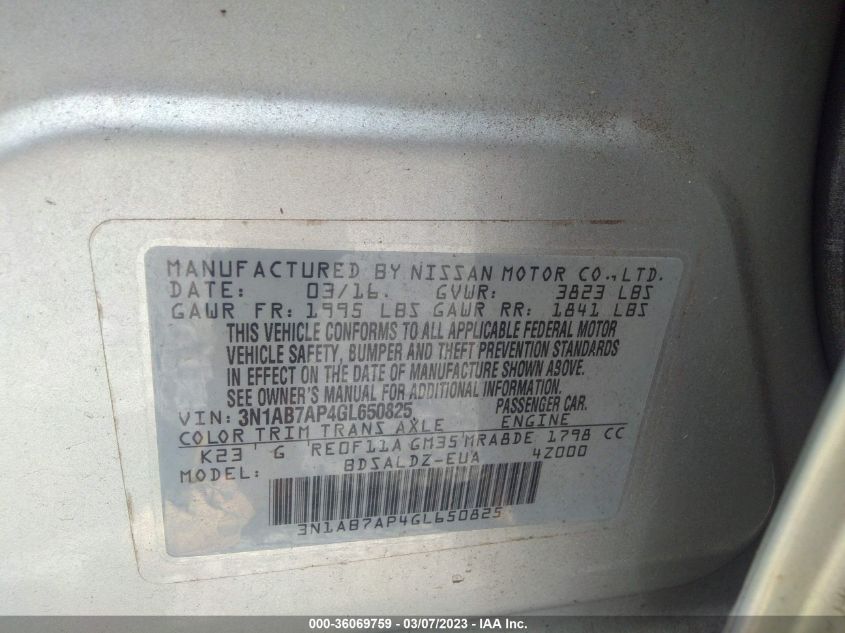 MANUFACTURED BY NISSAN MOTOR CO.,LTD.
DATE: 03/16. GVWR: 3823 LBS
GAWR FR: 1995 LBS GAWR RR: 1841 LBS
THIS VEHICLE CONFORMS TO ALL APPLICABLE FEDERAL MOTOR
VEHICLE SAFETY, BUMPER AND THEFT PREVENTION STANDARDS
IN EFFECT ON THE DATE OF MANUFACTURE SHOWN ABOVE.
SEE OWNER'S MANUAL FOR ADDITIONAL INFORMATION.
VIN: 3N1AB7AP4GL650825 PASSENGER CAR.
COLOR TRIM TRANS AXLE ENGINE
K23 G RE0F11A GM35 MRA8DE 1798 CC
MODEL: BDSALDZ-EUA 4Z000
3N1AB7AP4GL650825
000-36069759 - 03/07/2023 - IAA Inc.